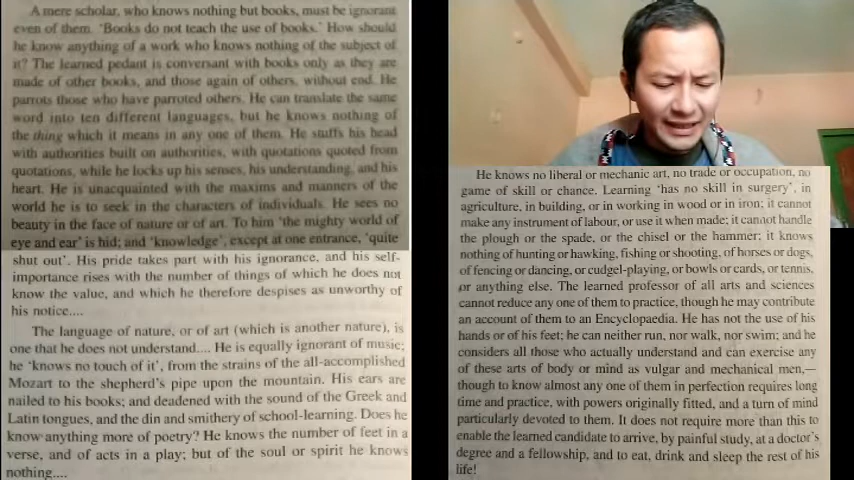 A mere scholar, who knows nothing but books, must be ignorant
even of them. 'Books do not teach the use of books.' How should
he know anything of a work who knows nothing of the subject of
it? The learned pedant is conversant with books only as they are
made of other books, and those again of others, without end. He
parrots those who have parroted others. He can translate the same
word into ten different languages, but he knows nothing of
the thing which it means in any one of them. He stuffs his head
with authorities built on authorities, with quotations quoted from
quotations, while he locks up his senses, his understanding, and his
heart. He is unacquainted with the maxims and manners of the
world he is to seek in the characters of individuals. He sees no
beauty in the face of nature or of art. To him 'the mighty world of
eye and ear' is hid; and 'knowledge', except at one entrance, 'quite
shut out'. His pride takes part with his ignorance, and his self-
importance rises with the number of things of which he does not
know the value, and which he therefore despises as unworthy of
his notice....
The language of nature, or of art (which is another nature), is
one that he does not understand.... He is equally ignorant of music;
he 'knows no touch of it', from the strains of the all-accomplished
Mozart to the shepherd's pipe upon the mountain. His ears are
nailed to his books; and deadened with the sound of the Greek and
Latin tongues, and the din and smithery of school-learning. Does he
know anything more of poetry? He knows the number of feet in a
verse, and of acts in a play; but of the soul or spirit he knows
nothing....
He knows no liberal or mechanic art, no trade or occupation, no
game of skill or chance. Learning 'has no skill in surgery', in
agriculture, in building, or in working in wood or in iron; it cannot
make any instrument of labour, or use it when made; it cannot handle
the plough or the spade, or the chisel or the hammer; it knows
nothing of hunting or hawking, fishing or shooting, of horses or dogs,
of fencing or dancing, or cudgel-playing, or bowls or cards, or tennis,
or anything else. The learned professor of all arts and sciences
cannot reduce any one of them to practice, though he may contribute
an account of them to an Encyclopaedia. He has not the use of his
hands or of his feet; he can neither run, nor walk, nor swim; and he
considers all those who actually understand and can exercise any
of these arts of body or mind as vulgar and mechanical men,—
though to know almost any one of them in perfection requires long
time and practice, with powers originally fitted, and a turn of mind
particularly devoted to them. It does not require more than this to
enable the learned candidate to arrive, by painful study, at a doctor's
degree and a fellowship, and to eat, drink and sleep the rest of his
life!